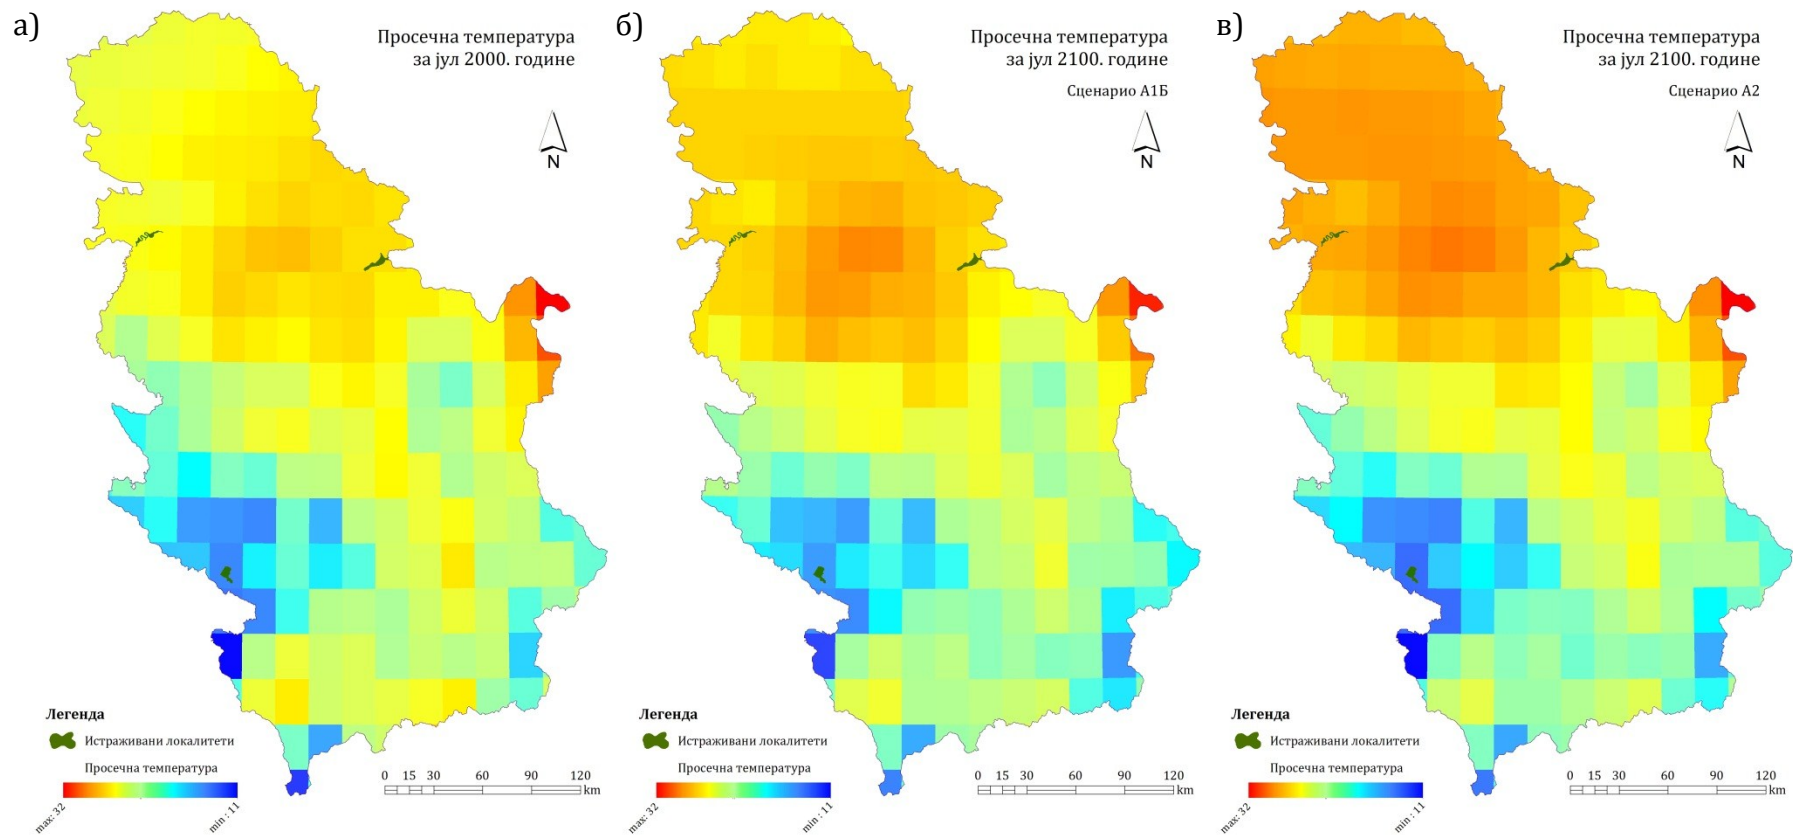 а)
Просечна температура
за јул 2000. године
N
Легенда
Истраживани локалитети
Просечна температура
max: 32
min : 11
0 15 30 60 90 120
km
б)
Просечна температура
за јул 2100. године
Сценарио А1Б
N
Легенда
Истраживани локалитети
Просечна температура
max: 32
min : 11
0 15 30 60 90 120
km
в)
Просечна температура
за јул 2100. године
Сценарио А2
N
Легенда
Истраживани локалитети
Просечна температура
max: 32
min : 11
0 15 30 60 90 120
km